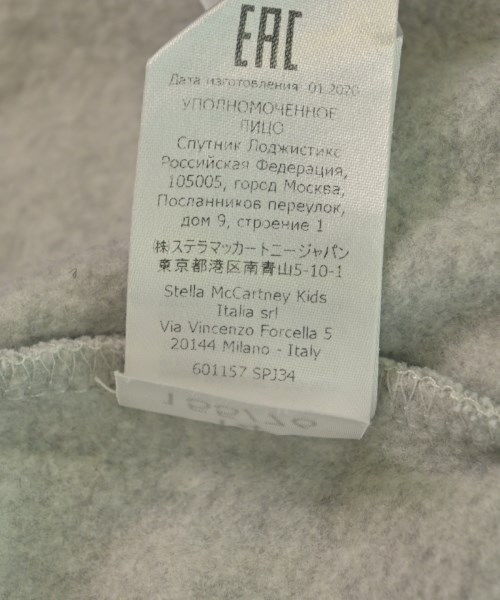 EAC
Дата изготовления: 01.2020
УПОЛНОМОЧЕННОЕ
ЛИЦО
Спутник Лоджистикс
Российская Федерация,
105005, город Москва,
Посланников переулок,
дом 9, строение 1
㈱ステラマッカートニージャパン
東京都港区南青山5-10-1
Stella McCartney Kids
Italia srl
Via Vincenzo Forcella 5
20144 Milano - Italy
601157 SPJ34